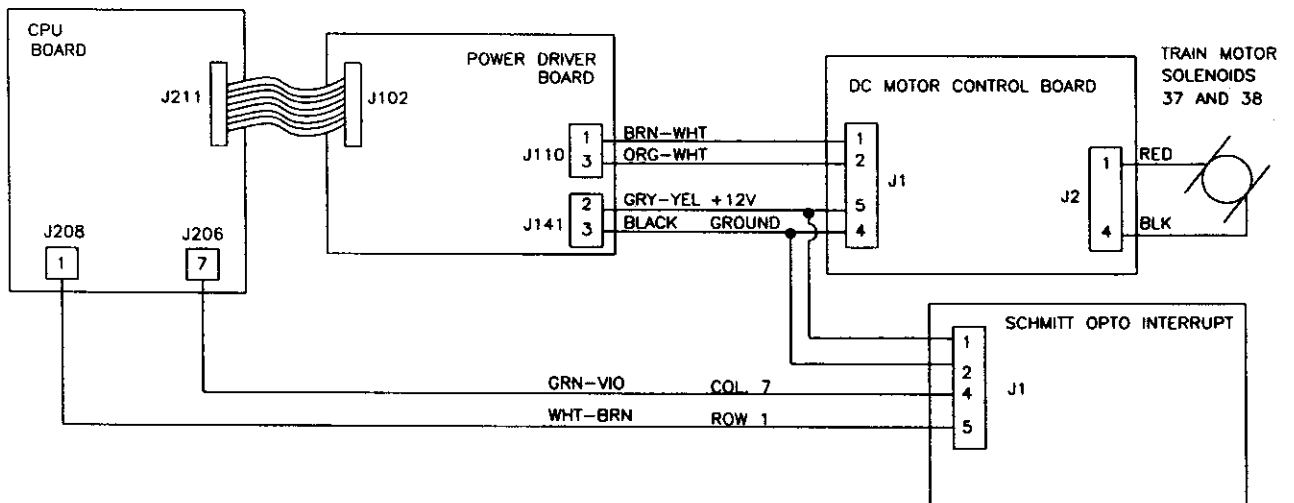 CPU
BOARD
J211
J102
J208
1
J206
7
POWER DRIVER
BOARD
J110
1
3
J141
2
3
BRN-WHT
ORG-WHT
GRY-YEL +12V
BLACK GROUND
DC MOTOR CONTROL BOARD
1
2
5
4
J1
J2
1
4
RED
BLK
TRAIN MOTOR
SOLENOIDS
37 AND 38
SCHMITT OPTO INTERRUPT
1
2
4
5
J1
GRN-VIO COL. 7
WHT-BRN ROW 1